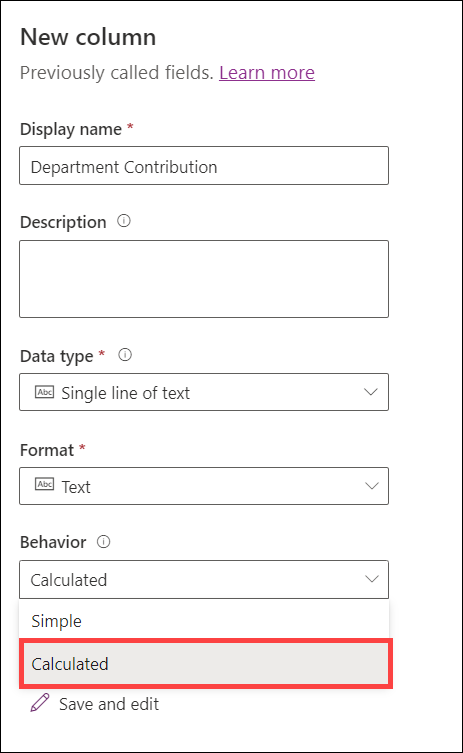 New column
Previously called fields. Learn more
Display name *
Department Contribution
Description
Data type *
Abc Single line of text
Format *
Abc Text
Behavior
Calculated
Simple
Calculated
Save and edit